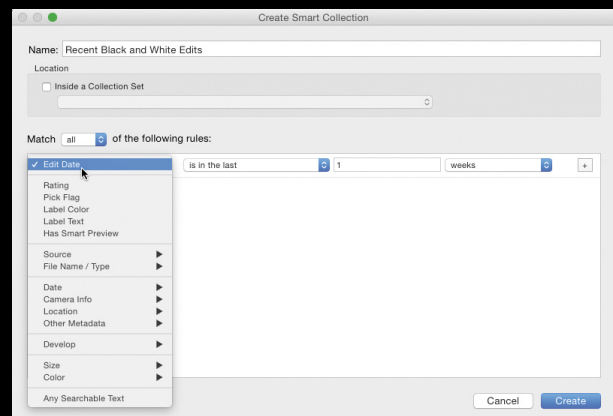 Create Smart Collection
Name: Recent Black and White Edits
Location
Inside a Collection Set
Match all of the following rules:
✓ Edit Date is in the last 1 weeks +
Rating
Pick Flag
Label Color
Label Text
Has Smart Preview
Source
File Name / Type
Date
Camera Info
Location
Other Metadata
Develop
Size
Color
Any Searchable Text
Cancel Create